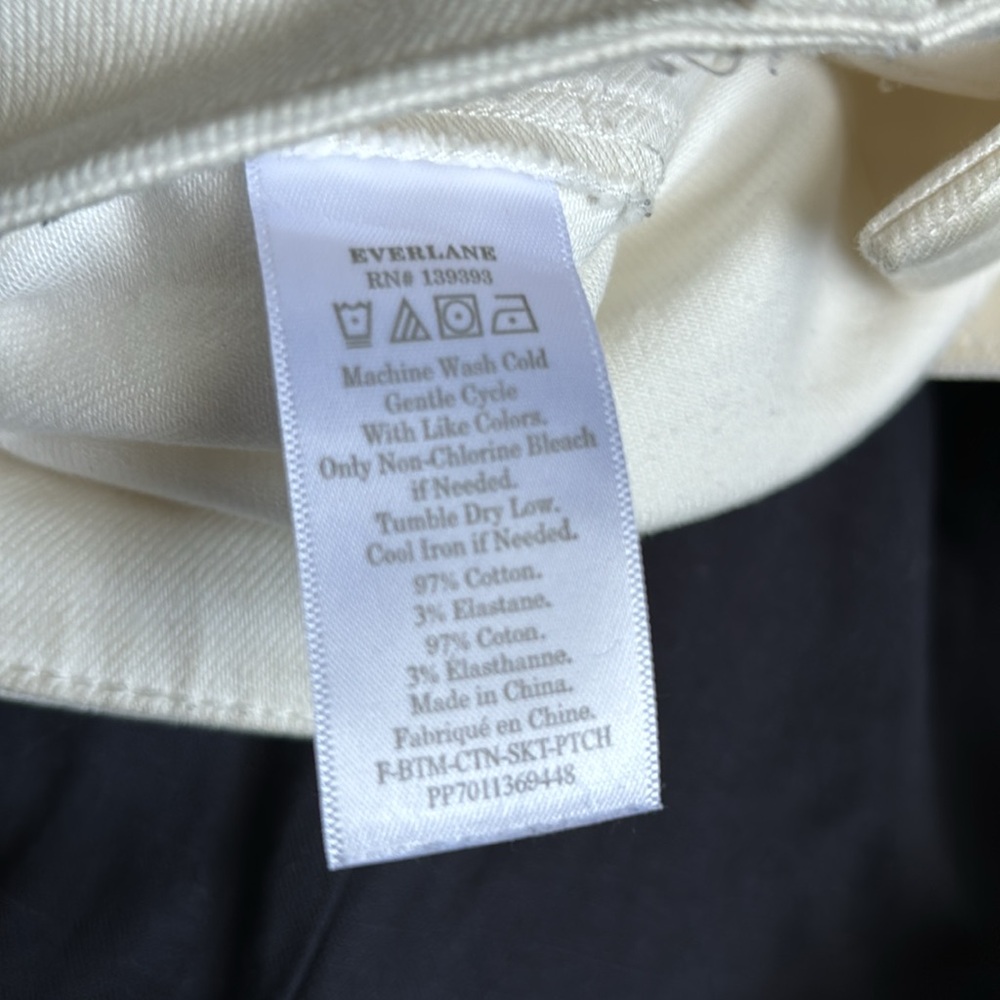 EVERLANE
RN# 139393
Machine Wash Cold
Gentle Cycle
With Like Colors.
Only Non-Chlorine Bleach
if Needed.
Tumble Dry Low.
Cool Iron if Needed.
97% Cotton.
3% Elastane.
97% Coton.
3% Élasthanne.
Made in China.
Fabriqué en Chine.
F-BTM-CTN-SKT-PTCH
PP7011369448